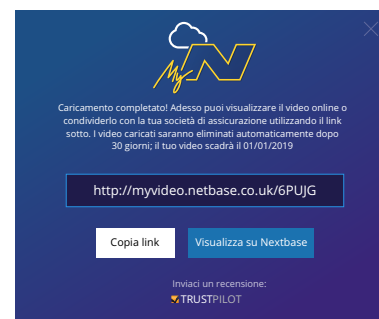 My N
Caricamento completato! Adesso puoi visualizzare il video online o
condividerlo con la tua società di assicurazione utilizzando il link
sotto. I video caricati saranno eliminati automaticamente dopo
30 giorni; il tuo video scadrà il 01/01/2019
http://myvideo.netbase.co.uk/6PUJG
Copia link
Visualizza su Nextbase
Inviaci un recensione:
TRUSTPILOT